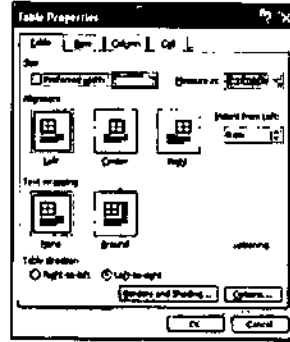 Table Properties
Table Row Column Cell
Size
Preferred width: Measure in:
Alignment
Indent from left:
Left Center Right
Text wrapping
None Around
Positioning
Table direction
Right-to-left Left-to-right
Borders and Shading... Options...
OK Cancel